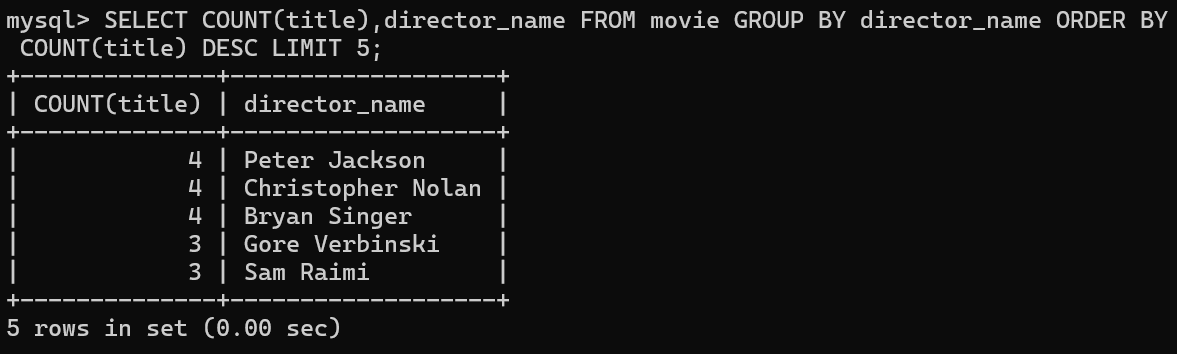 mysql> SELECT COUNT(title),director_name FROM movie GROUP BY director_name ORDER BY
 COUNT(title) DESC LIMIT 5;
+--------------+-------------------+
| COUNT(title) | director_name     |
+--------------+-------------------+
|            4 | Peter Jackson     |
|            4 | Christopher Nolan |
|            4 | Bryan Singer      |
|            3 | Gore Verbinski    |
|            3 | Sam Raimi         |
+--------------+-------------------+
5 rows in set (0.00 sec)